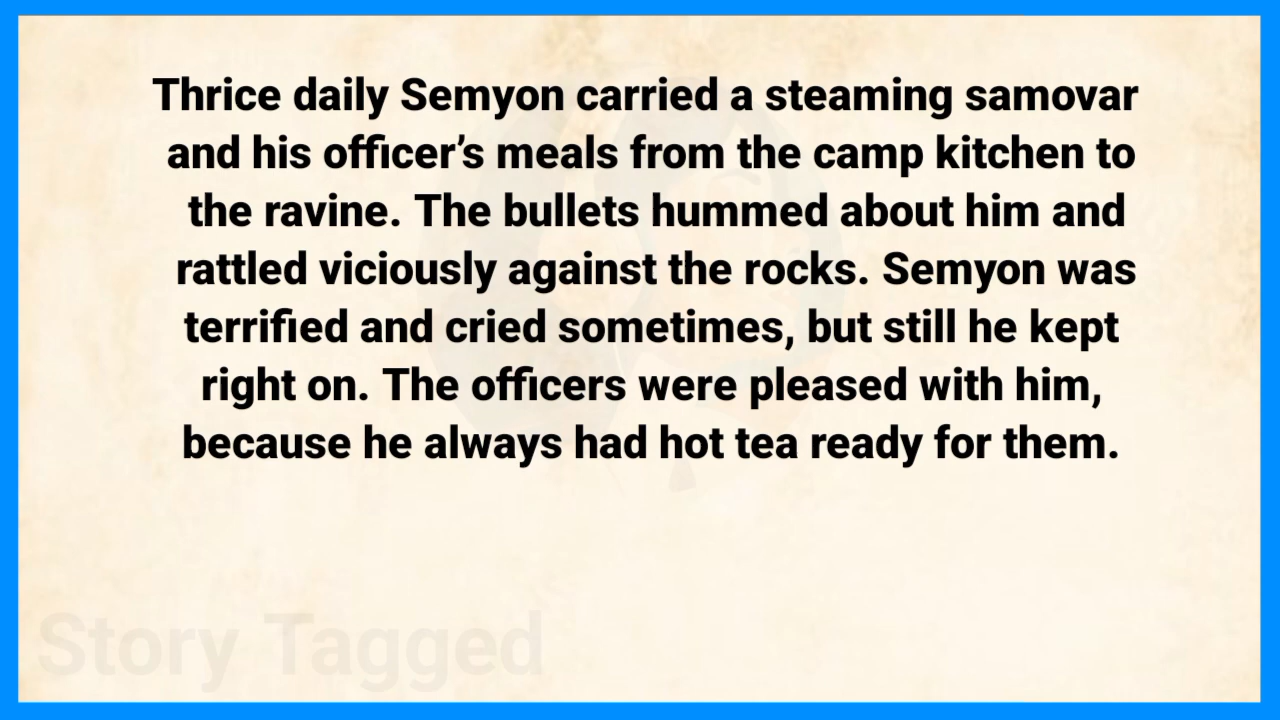 Thrice daily Semyon carried a steaming samovar
and his officer’s meals from the camp kitchen to
the ravine. The bullets hummed about him and
rattled viciously against the rocks. Semyon was
terrified and cried sometimes, but still he kept
right on. The officers were pleased with him,
because he always had hot tea ready for them.
Story Tagged